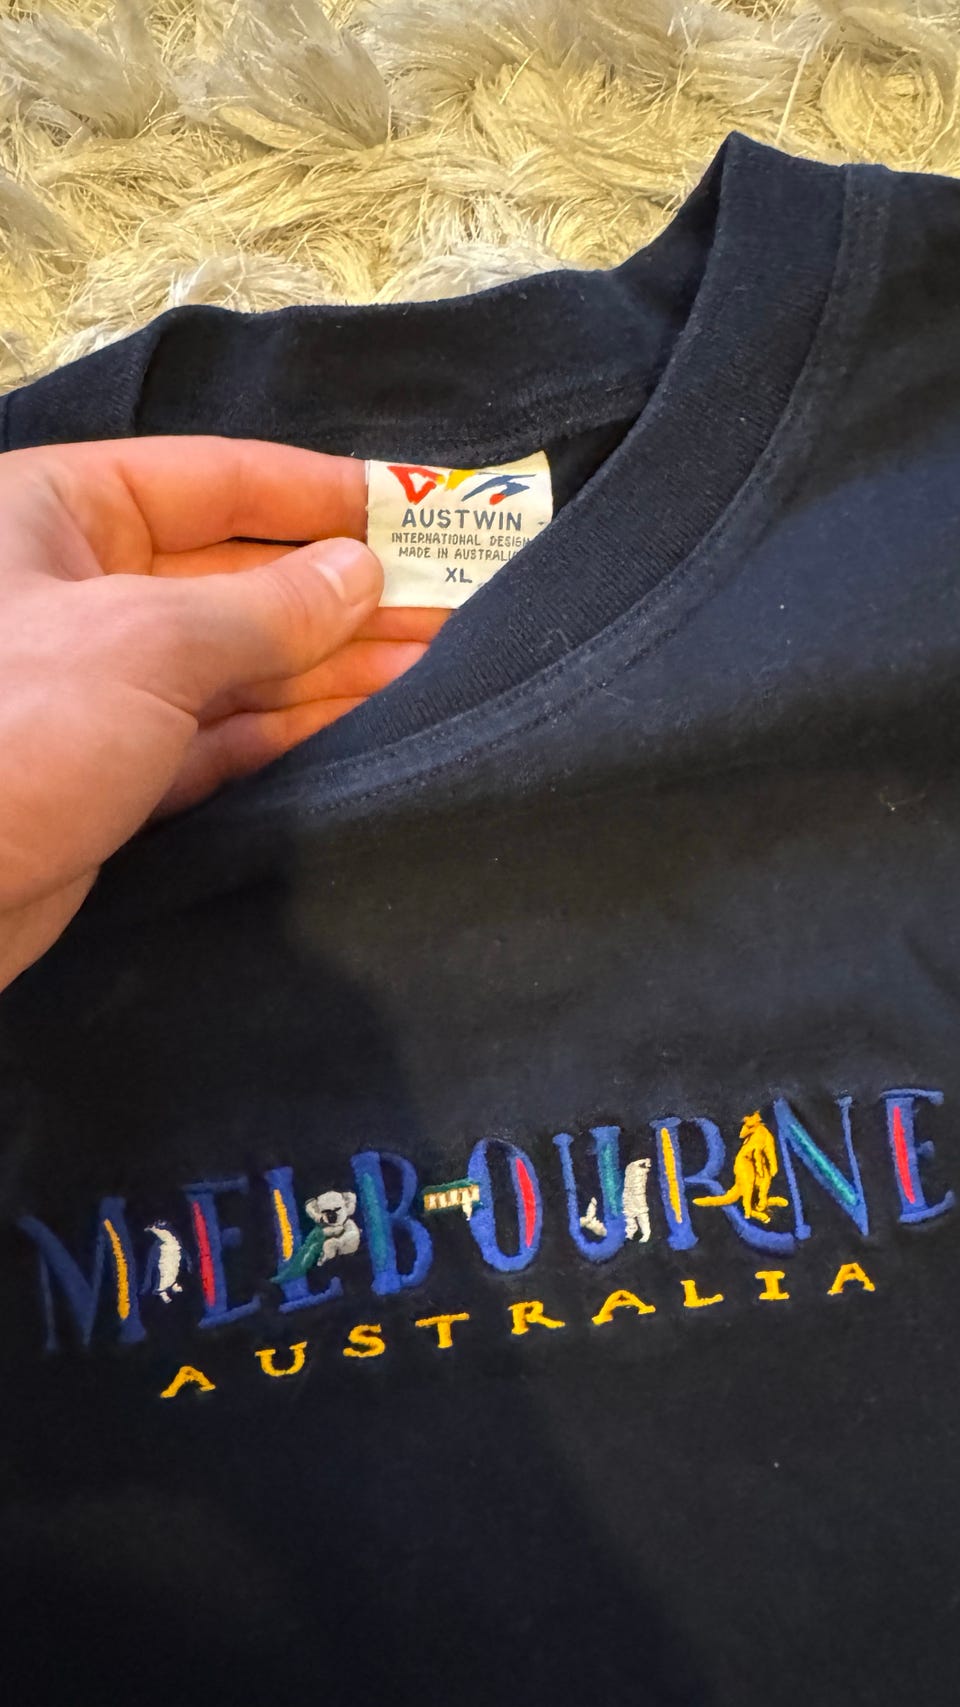 AUSTWIN
INTERNATIONAL DESIGN
MADE IN AUSTRALIA
XL
MELBOURNE
AUSTRALIA